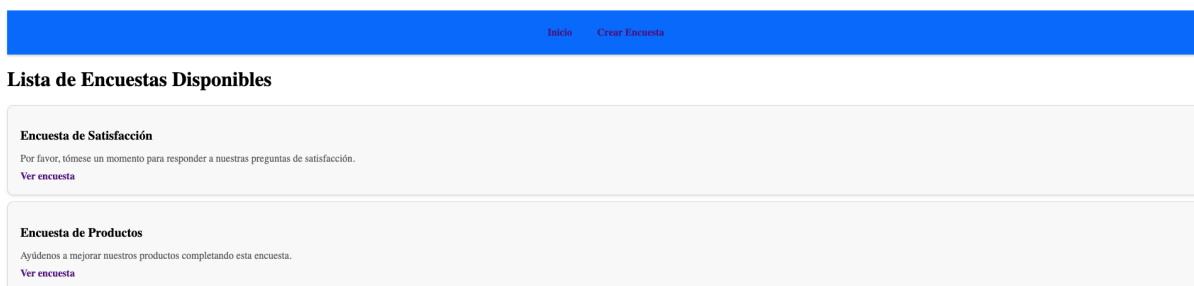 Inicio Crear Encuesta
Lista de Encuestas Disponibles
Encuesta de Satisfacción
Por favor, tómese un momento para responder a nuestras preguntas de satisfacción.
Ver encuesta
Encuesta de Productos
Ayúdenos a mejorar nuestros productos completando esta encuesta.
Ver encuesta